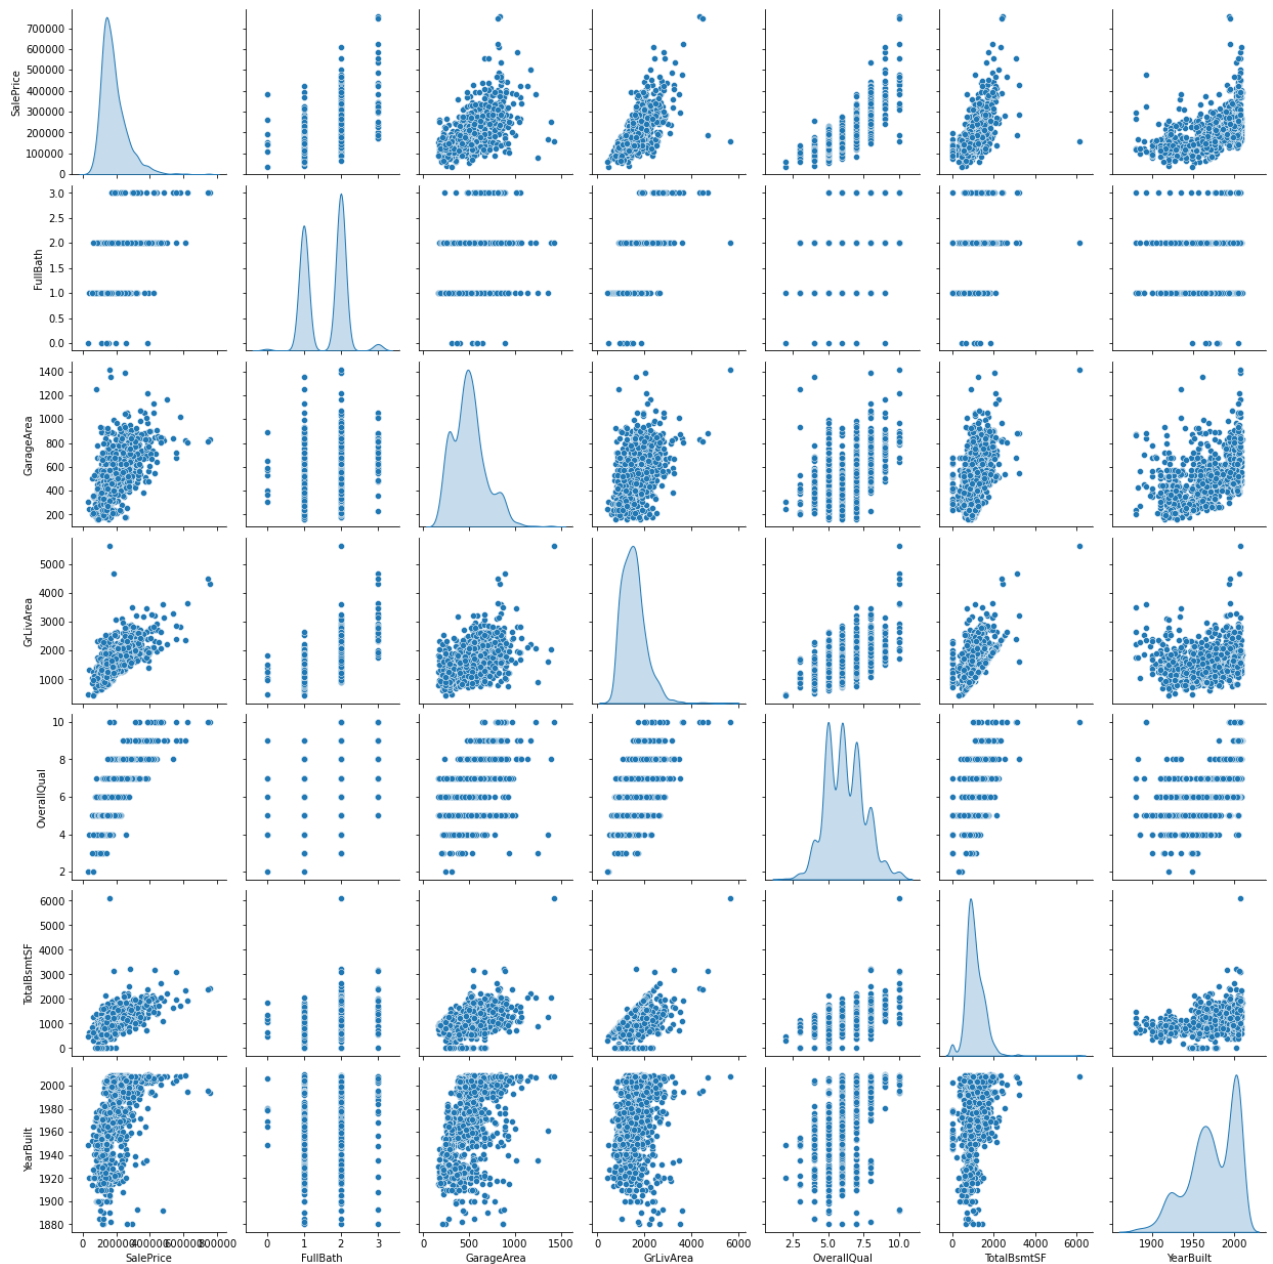 700000
600000
500000
400000
300000
200000
100000
0
SalePrice
3.0
2.5
2.0
1.5
1.0
0.5
0.0
FullBath
1400
1200
1000
800
600
400
200
GarageArea
5000
4000
3000
2000
1000
GrLivArea
10
8
6
4
2
OverallQual
6000
5000
4000
3000
2000
1000
0
TotalBsmtSF
2000
1980
1960
1940
1920
1900
1880
YearBuilt
0 200000 400000 600000 800000
SalePrice
0 1 2 3
FullBath
0 500 1000 1500
GarageArea
0 2000 4000 6000
GrLivArea
2.5 5.0 7.5 10.0
OverallQual
0 2000 4000 6000
TotalBsmtSF
1900 1950 2000
YearBuilt